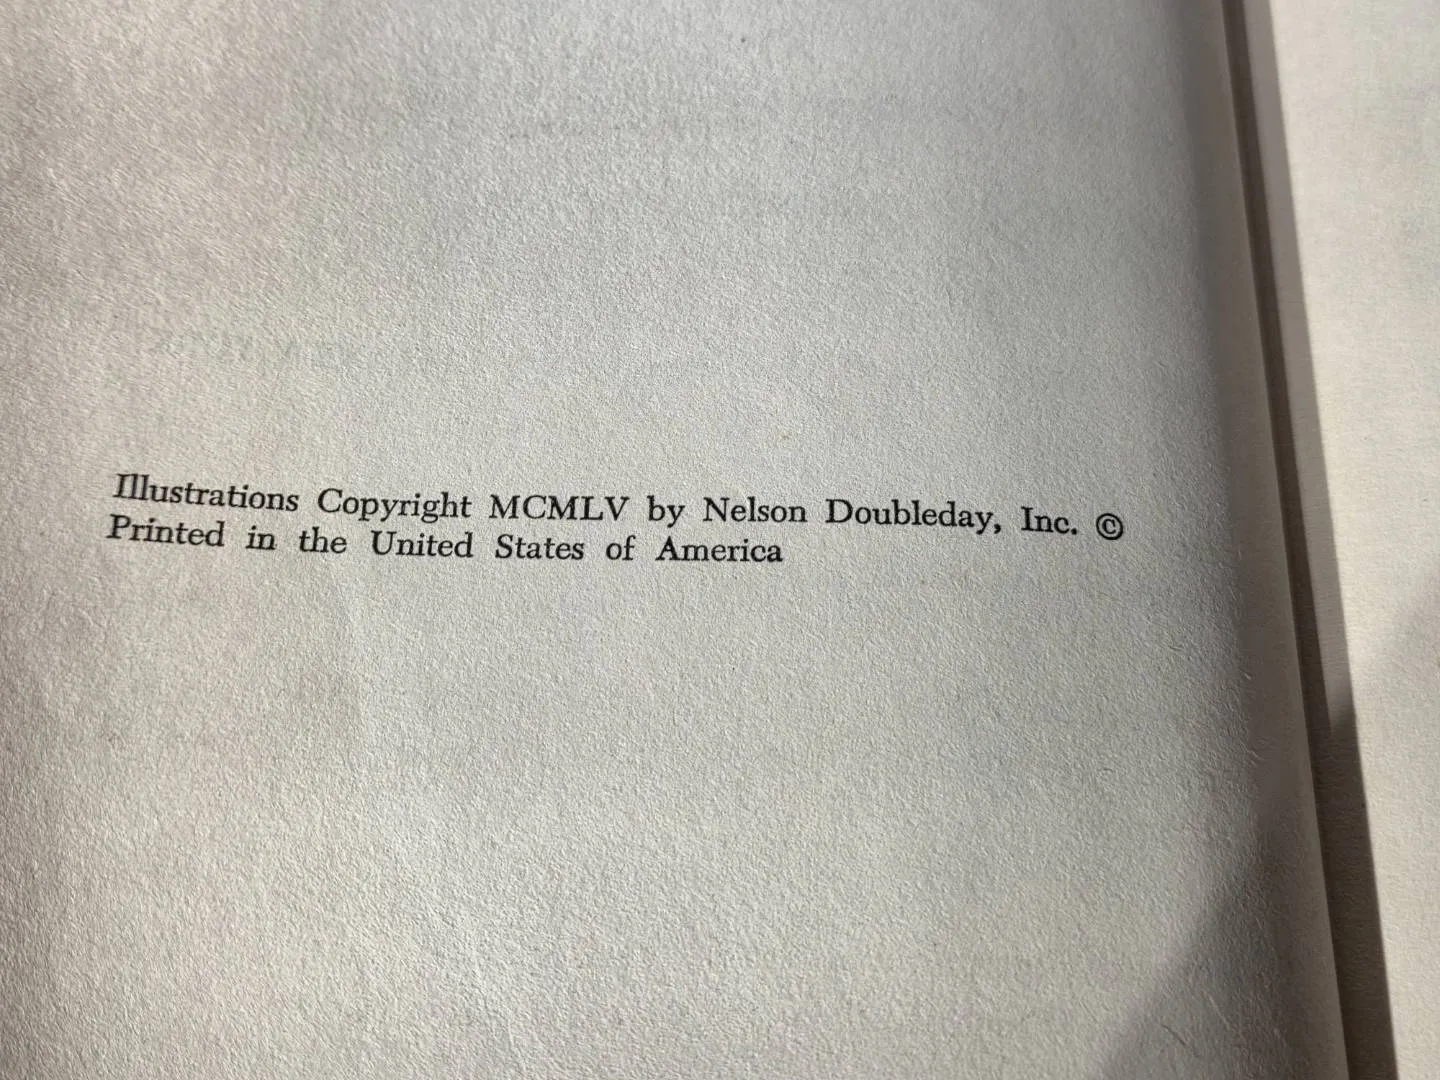 Illustrations Copyright MCMLV by Nelson Doubleday, Inc. ©
Printed in the United States of America